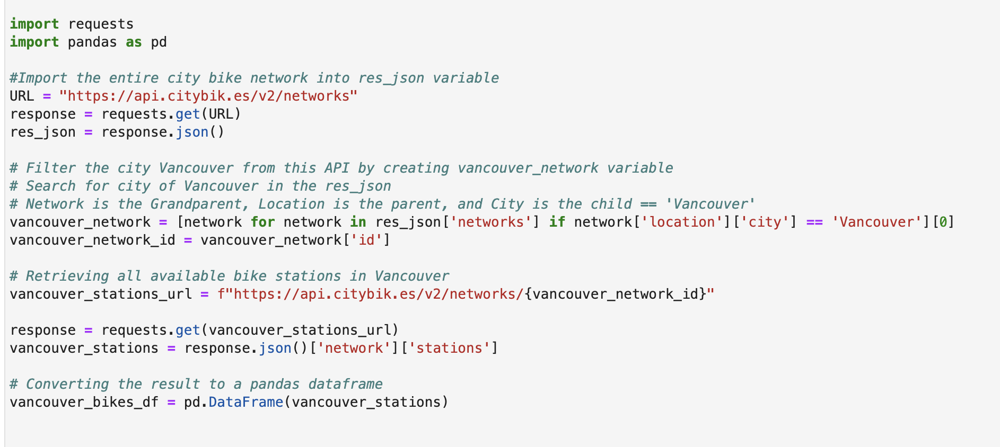 import requests
import pandas as pd
#Import the entire city bike network into res_json variable
URL = "https://api.citybik.es/v2/networks"
response = requests.get(URL)
res_json = response.json()
# Filter the city Vancouver from this API by creating vancouver_network variable
# Search for city of Vancouver in the res_json
# Network is the Grandparent, Location is the parent, and City is the child == 'Vancouver'
vancouver_network = [network for network in res_json['networks'] if network['location']['city'] == 'Vancouver'][0]
vancouver_network_id = vancouver_network['id']
# Retrieving all available bike stations in Vancouver
vancouver_stations_url = f"https://api.citybik.es/v2/networks/{vancouver_network_id}"
response = requests.get(vancouver_stations_url)
vancouver_stations = response.json()['network']['stations']
# Converting the result to a pandas dataframe
vancouver_bikes_df = pd.DataFrame(vancouver_stations)